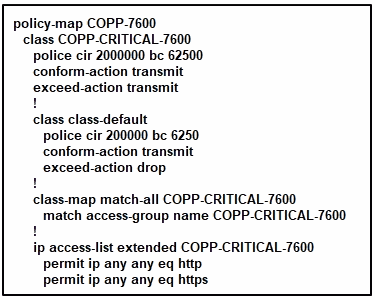 policy-map COPP-7600
class COPP-CRITICAL-7600
police cir 2000000 bc 62500
conform-action transmit
exceed-action transmit
!
class class-default
police cir 200000 bc 6250
conform-action transmit
exceed-action drop
!
class-map match-all COPP-CRITICAL-7600
match access-group name COPP-CRITICAL-7600
!
ip access-list extended COPP-CRITICAL-7600
permit ip any any eq http
permit ip any any eq https